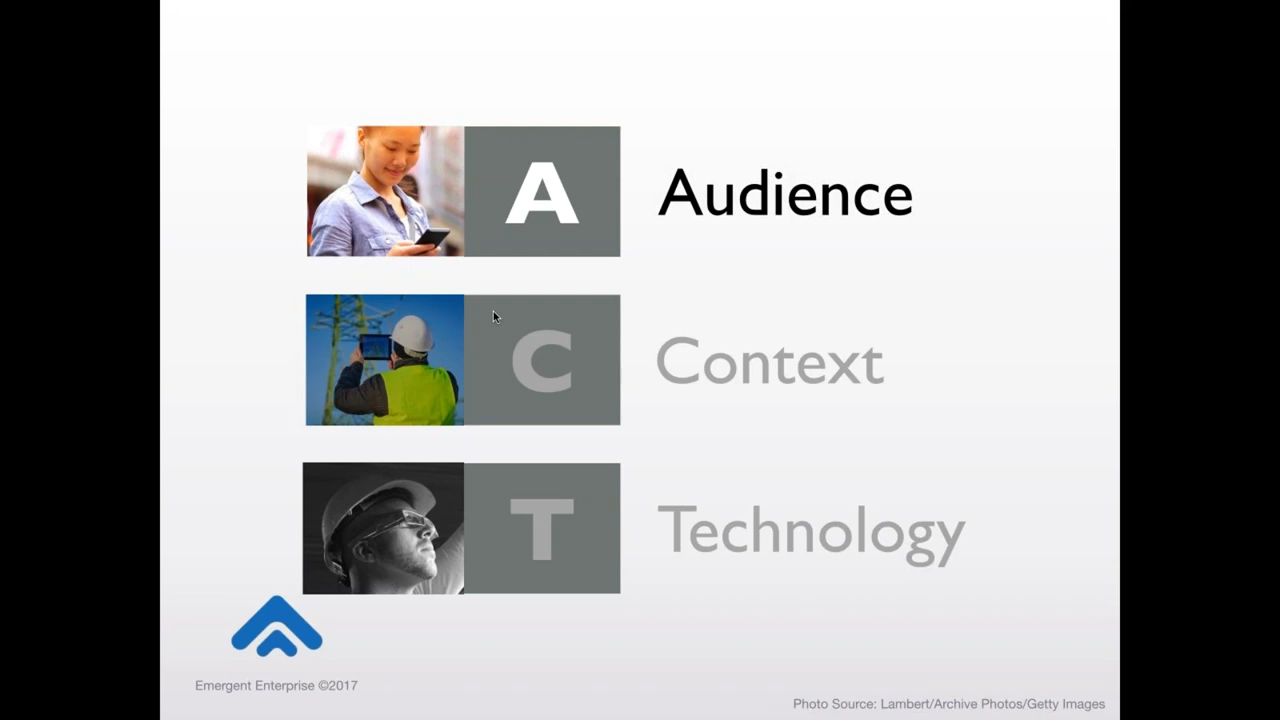 A Audience
C Context
T Technology
Emergent Enterprise ©2017
Photo Source: Lambert/Archive Photos/Getty Images